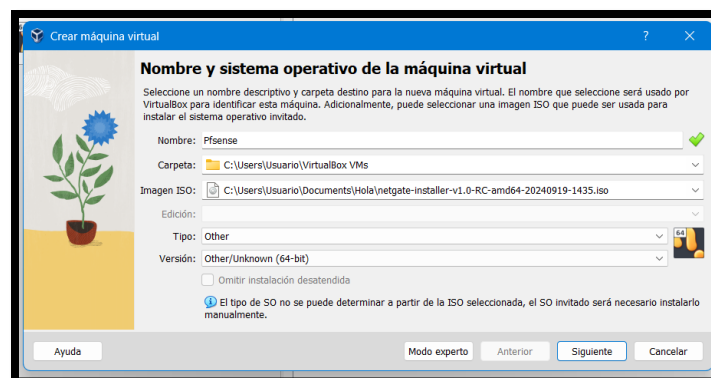 Crear máquina virtual
?
Nombre y sistema operativo de la máquina virtual
Seleccione un nombre descriptivo y carpeta destino para la nueva máquina virtual. El nombre que seleccione será usado por
VirtualBox para identificar esta máquina. Adicionalmente, puede seleccionar una imagen ISO que puede ser usada para
instalar el sistema operativo invitado.
Nombre: Pfsense
Carpeta: C:\Users\Usuario\VirtualBox VMs
Imagen ISO: C:\Users\Usuario\Documents\Hola\netgate-installer-v1.0-RC-amd64-20240919-1435.iso
Edición:
Tipo: Other
64
Versión: Other/Unknown (64-bit)
Omitir instalación desatendida
El tipo de SO no se puede determinar a partir de la ISO seleccionada, el SO invitado será necesario instalarlo
manualmente.
Ayuda Modo experto Anterior Siguiente Cancelar